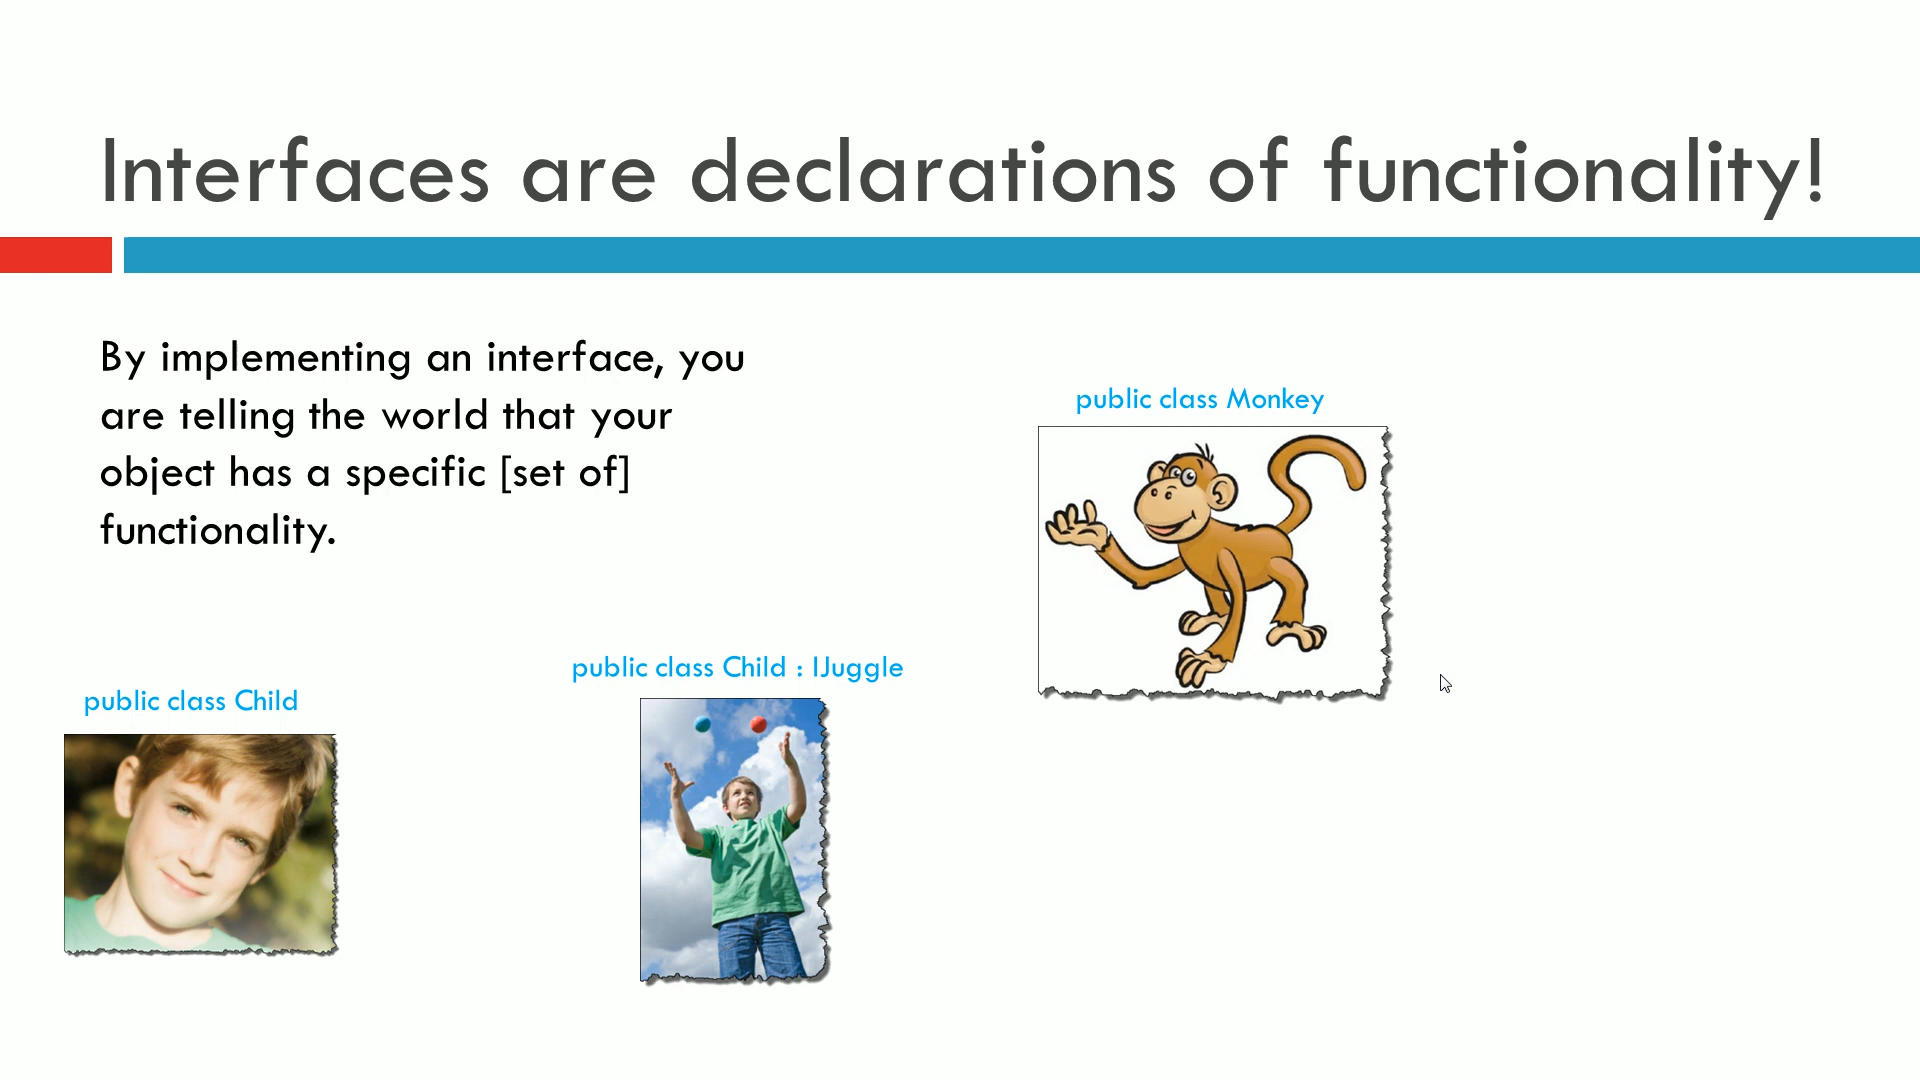 Interfaces are declarations of functionality!
By implementing an interface, you
are telling the world that your
object has a specific [set of]
functionality.
public class Child
public class Child : IJuggle
public class Monkey